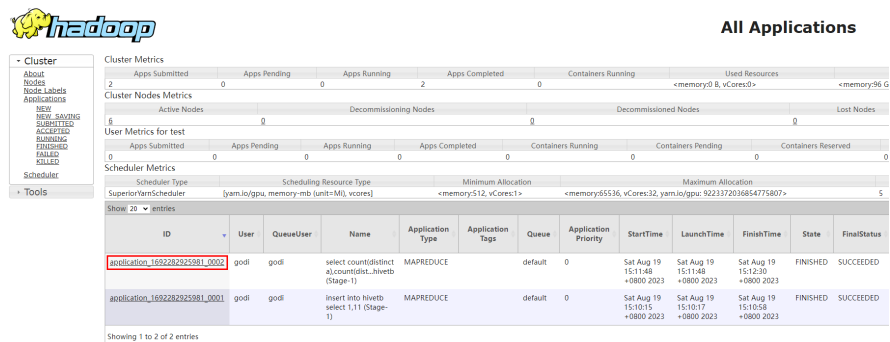 hadoop
All Applications
Cluster
About
Nodes
Node Labels
Applications
NEW
NEW_SAVING
SUBMITTED
ACCEPTED
RUNNING
FINISHED
FAILED
KILLED
Scheduler
Tools
Cluster Metrics
Apps Submitted Apps Pending Apps Running Apps Completed Containers Running Used Resources
2 0 0 2 0 <memory:0 B, vCores:0> <memory:96 G
Cluster Nodes Metrics
Active Nodes Decommissioning Nodes Decommissioned Nodes Lost Nodes
6 0 0 0
User Metrics for test
Apps Submitted Apps Pending Apps Running Apps Completed Containers Running Containers Pending Containers Reserved
0 0 0 0 0 0 0 0
Scheduler Metrics
Scheduler Type Scheduling Resource Type Minimum Allocation Maximum Allocation
SuperiorYarnScheduler [yarn.io/gpu, memory-mb (unit=Mi), vcores] <memory:512, vCores:1> <memory:65536, vCores:32, yarn.io/gpu: 9223372036854775807> 5
Show 20 entries
ID User QueueUser Name Application Type Application Tags Queue Application Priority StartTime LaunchTime FinishTime State FinalStatus
application_1692282925981_0002 godi godi select count(distinct a),count(dist...hivetb (Stage-1) MAPREDUCE default 0 Sat Aug 19 15:11:48 +0800 2023 Sat Aug 19 15:11:48 +0800 2023 Sat Aug 19 15:12:30 +0800 2023 FINISHED SUCCEEDED
application_1692282925981_0001 godi godi insert into hivetb select 1,11 (Stage-1) MAPREDUCE default 0 Sat Aug 19 15:10:15 +0800 2023 Sat Aug 19 15:10:17 +0800 2023 Sat Aug 19 15:10:58 +0800 2023 FINISHED SUCCEEDED
Showing 1 to 2 of 2 entries